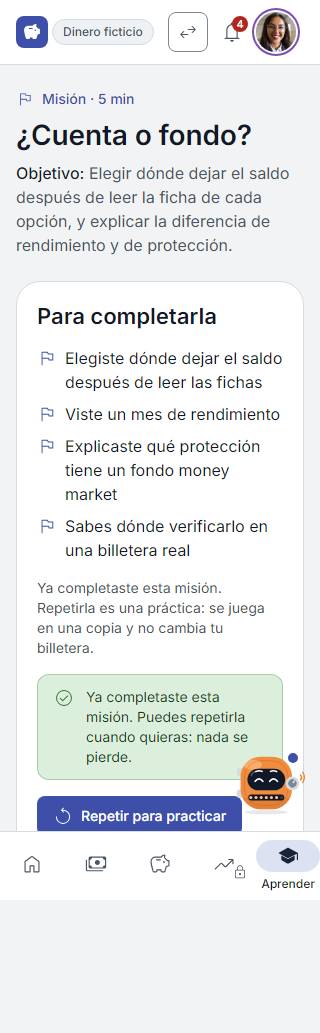 Dinero ficticio
4
Misión · 5 min
¿Cuenta o fondo?
Objetivo: Elegir dónde dejar el saldo
después de leer la ficha de cada
opción, y explicar la diferencia de
rendimiento y de protección.
Para completarla
Elegiste dónde dejar el saldo
después de leer las fichas
Viste un mes de rendimiento
Explicaste qué protección
tiene un fondo money
market
Sabes dónde verificarlo en
una billetera real
Ya completaste esta misión.
Repetirla es una práctica: se juega
en una copia y no cambia tu
billetera.
Ya completaste esta
misión. Puedes repetirla
cuando quieras: nada se
pierde.
Repetir para practicar
Aprender